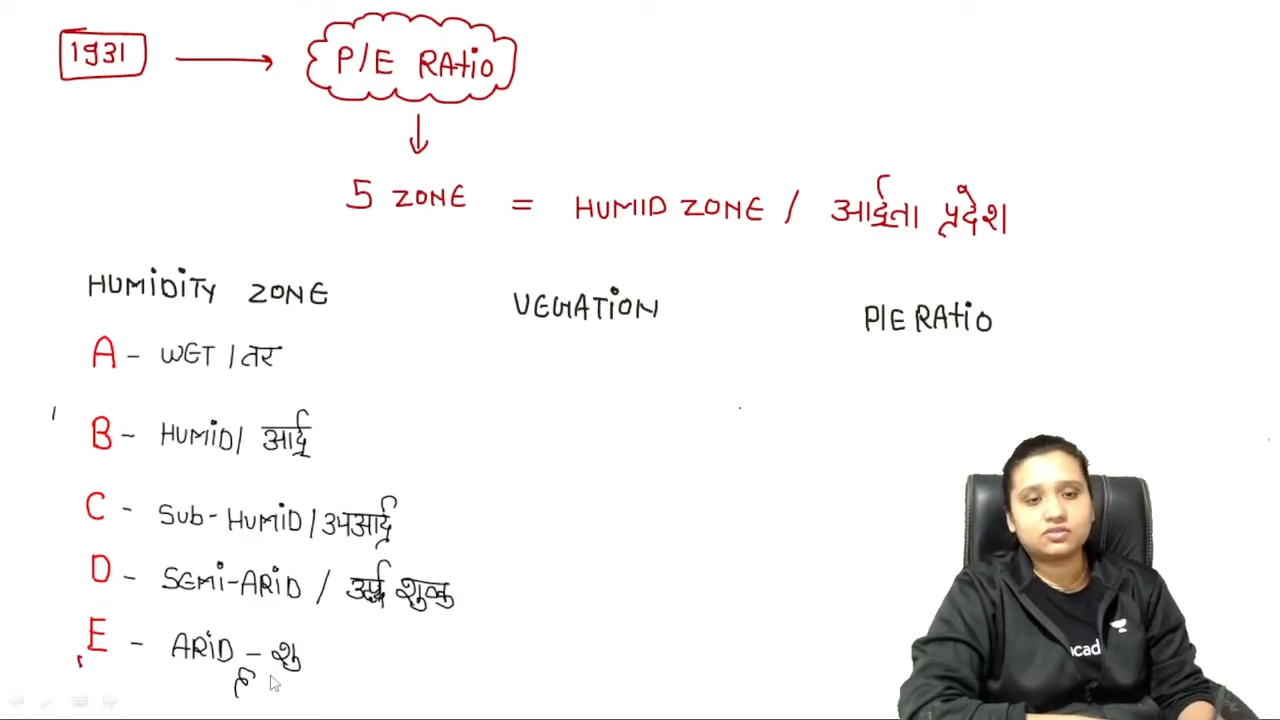 1931
P/E RAtio
5 ZONE = HUMID ZONE / आर्द्रता प्रदेश
HUMiDiTY ZONE
VEGATiON
P/E RAtiO
A - WET / तर
B - HUMiD / आर्द्र
C - Sub-HUMiD / उपआर्द्र
D - SEMi-ARiD / शुष्क
E - ARiD - शु
cad